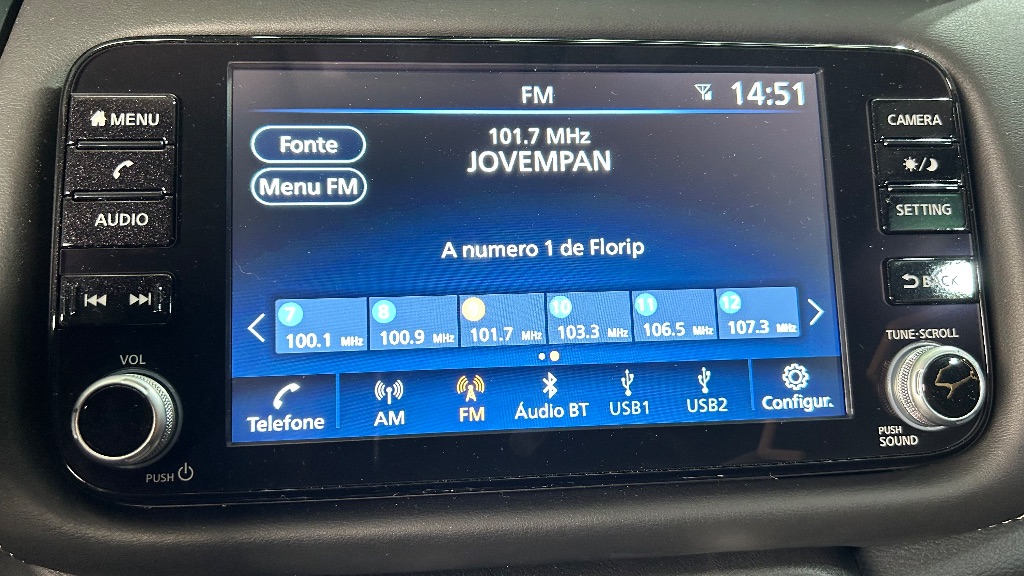 FM 14:51
MENU
AUDIO
VOL
PUSH
CAMERA
SETTING
BACK
TUNE·SCROLL
PUSH
SOUND
Fonte
Menu FM
101.7 MHz
JOVEMPAN
A numero 1 de Florip
7 8 10 11 12
100.1 MHz 100.9 MHz 101.7 MHz 103.3 MHz 106.5 MHz 107.3 MHz
Telefone AM FM Áudio BT USB1 USB2 Configur.